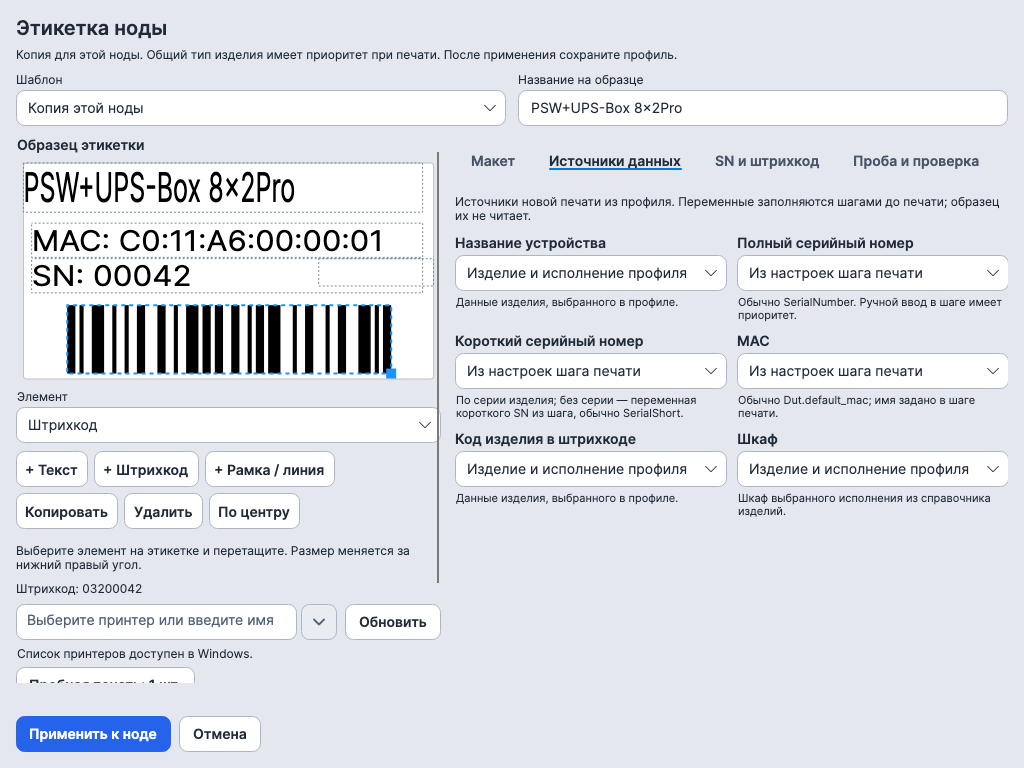 Этикетка ноды
Копия для этой ноды. Общий тип изделия имеет приоритет при печати. После применения сохраните профиль.
Шаблон
Название на образце
Копия этой ноды
PSW+UPS-Box 8×2Pro
Образец этикетки
PSW+UPS-Box 8×2Pro
MAC: C0:11:A6:00:00:01
SN: 00042
Элемент
Штрихкод
+ Текст
+ Штрихкод
+ Рамка / линия
Копировать
Удалить
По центру
Выберите элемент на этикетке и перетащите. Размер меняется за
нижний правый угол.
Штрихкод: 03200042
Выберите принтер или введите имя
Обновить
Список принтеров доступен в Windows.
Макет
Источники данных
SN и штрихкод
Проба и проверка
Источники новой печати из профиля. Переменные заполняются шагами до печати; образец
их не читает.
Название устройства
Изделие и исполнение профиля
Данные изделия, выбранного в профиле.
Полный серийный номер
Из настроек шага печати
Обычно SerialNumber. Ручной ввод в шаге имеет
приоритет.
Короткий серийный номер
Из настроек шага печати
По серии изделия; без серии — переменная
короткого SN из шага, обычно SerialShort.
MAC
Из настроек шага печати
Обычно Dut.default_mac; имя задано в шаге
печати.
Код изделия в штрихкоде
Изделие и исполнение профиля
Данные изделия, выбранного в профиле.
Шкаф
Изделие и исполнение профиля
Шкаф выбранного исполнения из справочника
изделий.
Применить к ноде
Отмена